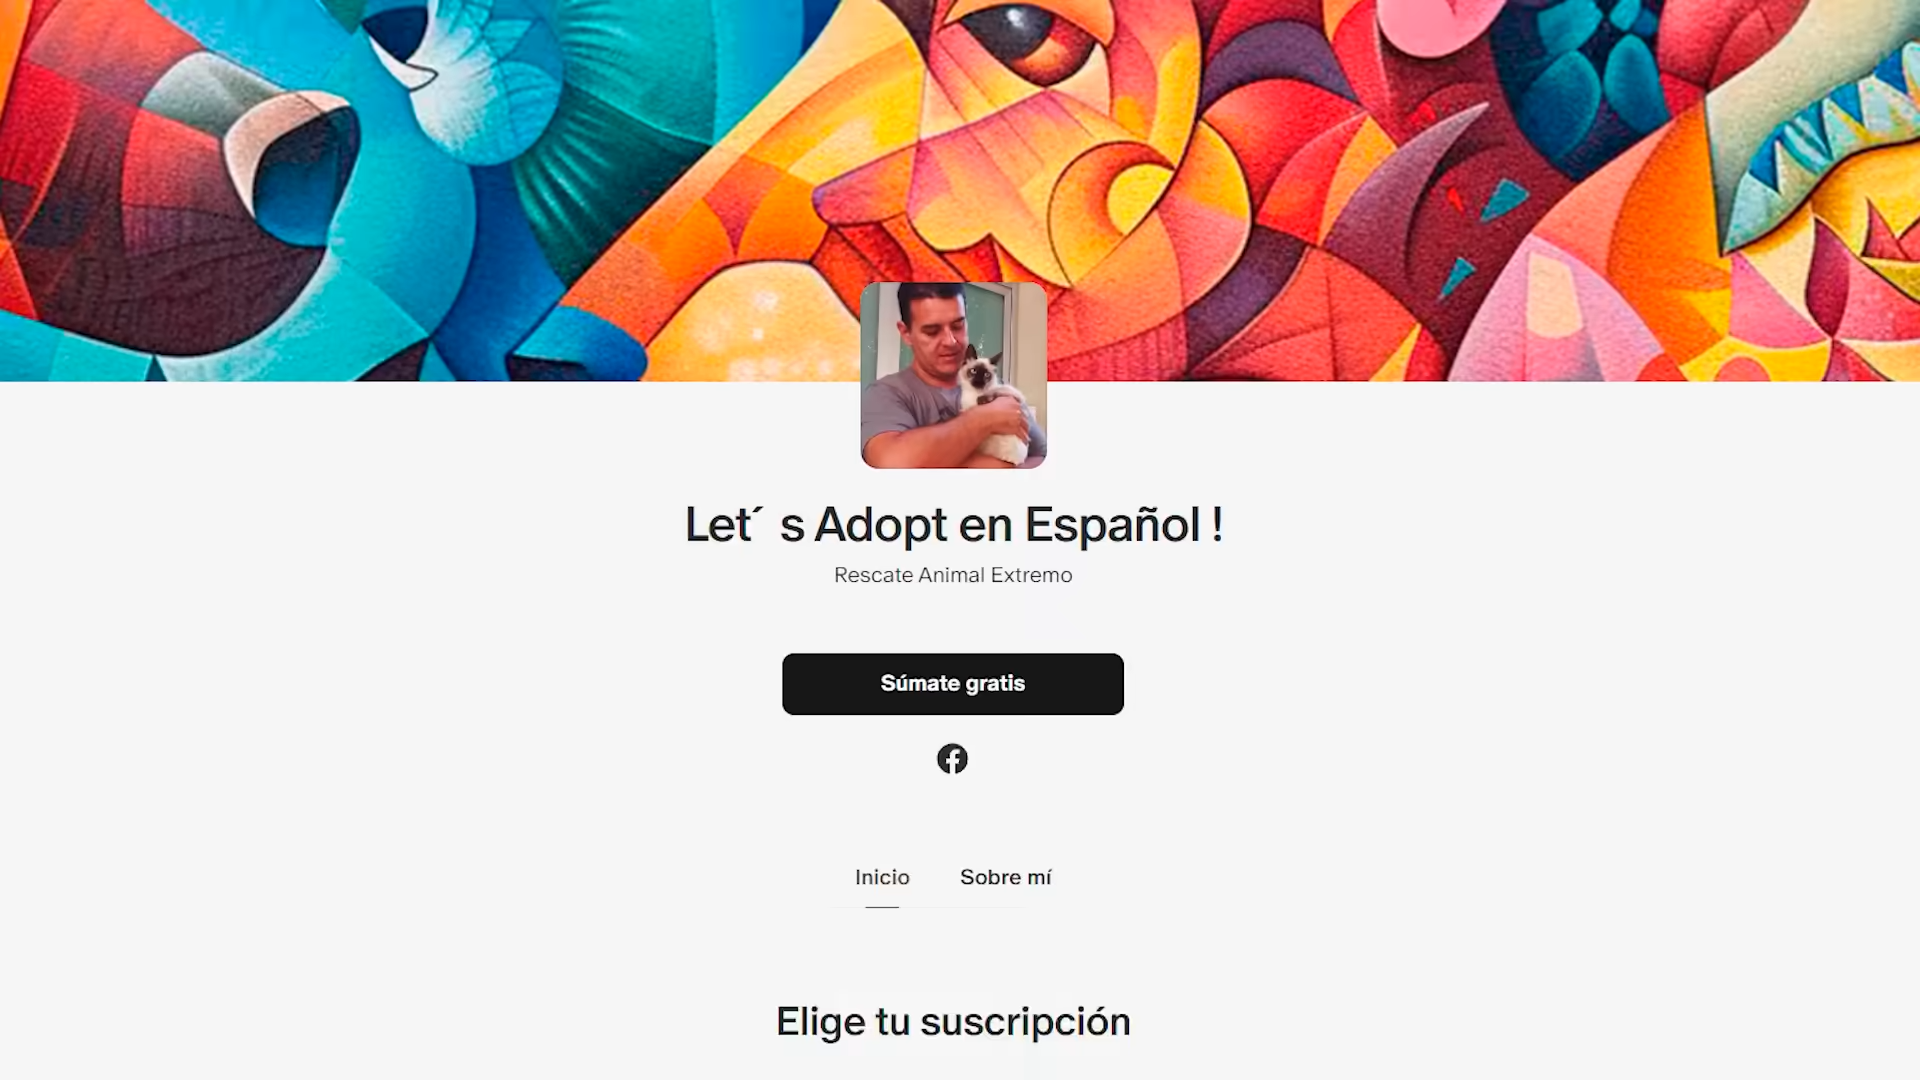 Let´ s Adopt en Español !
Rescate Animal Extremo
Súmate gratis
Inicio
Sobre mí
Elige tu suscripción